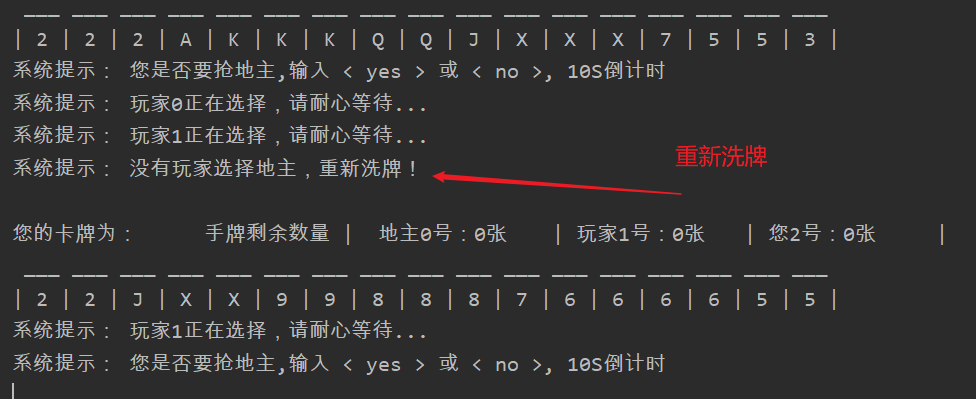 ___ ___ ___ ___ ___ ___ ___ ___ ___ ___ ___ ___ ___ ___ ___ ___ ___
| 2 | 2 | 2 | A | K | K | K | Q | Q | J | X | X | X | 7 | 5 | 5 | 3 |
系统提示： 您是否要抢地主,输入 < yes > 或 < no >, 10S倒计时
系统提示： 玩家0正在选择，请耐心等待...
系统提示： 玩家1正在选择，请耐心等待...
系统提示： 没有玩家选择地主，重新洗牌！
重新洗牌
您的卡牌为： 手牌剩余数量 | 地主0号：0张 | 玩家1号：0张 | 您2号：0张 |
___ ___ ___ ___ ___ ___ ___ ___ ___ ___ ___ ___ ___ ___ ___ ___ ___
| 2 | 2 | J | X | X | 9 | 9 | 8 | 8 | 8 | 7 | 6 | 6 | 6 | 6 | 5 | 5 |
系统提示： 玩家1正在选择，请耐心等待...
系统提示： 您是否要抢地主,输入 < yes > 或 < no >, 10S倒计时